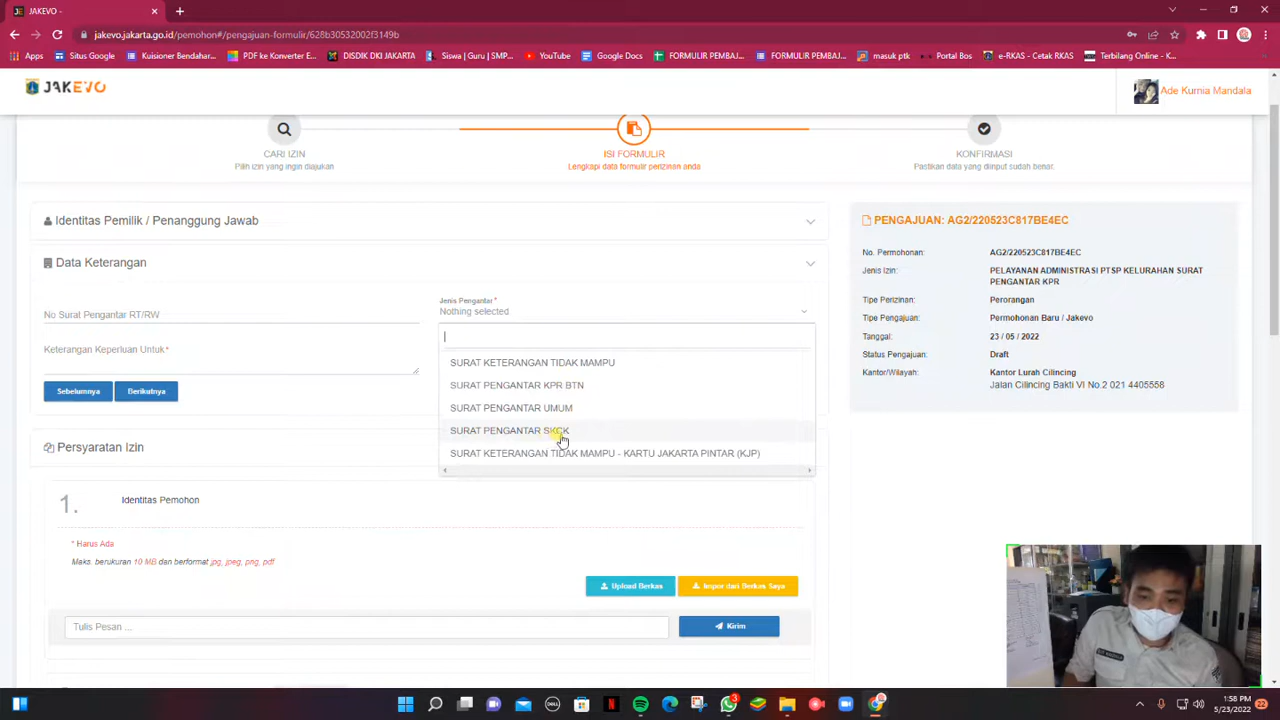 JAKEVO -
jakevo.jakarta.go.id/pemohon#/pengajuan-formulir/628b30532002f3149b
Apps
Situs Google
Kuisioner Bendahar...
PDF ke Konverter E...
DISDIK DKI JAKARTA
Siswa | Guru | SMP...
YouTube
Google Docs
FORMULIR PEMBAJ...
FORMULIR PEMBAJ...
masuk ptk
Portal Bos
e-RKAS - Cetak RKAS
Terbilang Online - K...
JAKEVO
Ade Kurnia Mandala
CARI IZIN
Pilih izin yang ingin diajukan
ISI FORMULIR
Lengkapi data formulir perizinan anda
KONFIRMASI
Pastikan data yang diinput sudah benar.
Identitas Pemilik / Penanggung Jawab
Data Keterangan
No Surat Pengantar RT/RW
Jenis Pengantar *
Nothing selected
Keterangan Keperluan Untuk*
Sebelumnya
Berikutnya
SURAT KETERANGAN TIDAK MAMPU
SURAT PENGANTAR KPR BTN
SURAT PENGANTAR UMUM
SURAT PENGANTAR SKCK
SURAT KETERANGAN TIDAK MAMPU - KARTU JAKARTA PINTAR (KJP)
Persyaratan Izin
1. Identitas Pemohon
* Harus Ada
Maks. berukuran 10 MB dan berformat jpg, jpeg, png, pdf
Upload Berkas
Impor dari Berkas Saya
Tulis Pesan ...
Kirim
PENGAJUAN: AG2/220523C817BE4EC
No. Permohonan: AG2/220523C817BE4EC
Jenis Izin: PELAYANAN ADMINISTRASI PTSP KELURAHAN SURAT
PENGANTAR KPR
Tipe Perizinan: Perorangan
Tipe Pengajuan: Permohonan Baru / Jakevo
Tanggal: 23 / 05 / 2022
Status Pengajuan: Draft
Kantor/Wilayah: Kantor Lurah Cilincing
Jalan Cilincing Bakti VI No.2 021 4405558
3
1:58 PM
5/23/2022
22